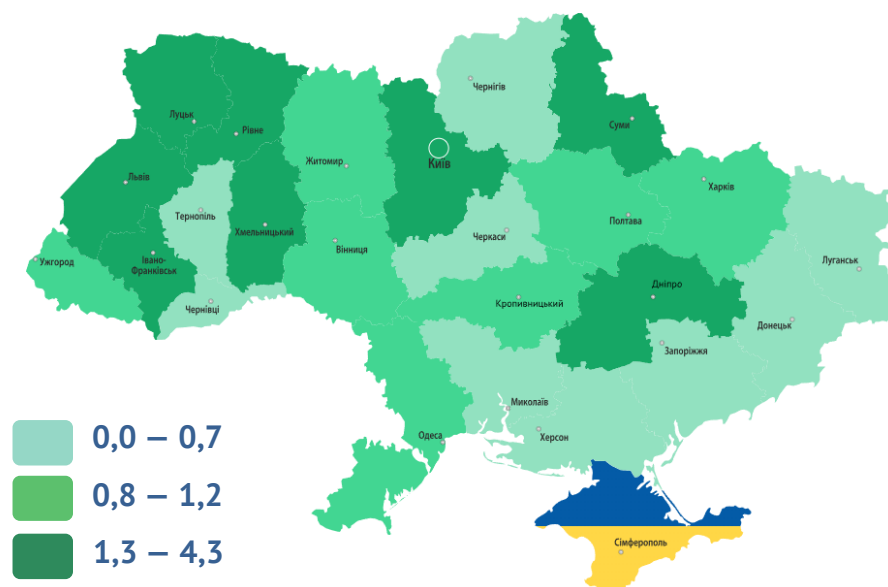 Чернігів
Луцьк
Рівне
Суми
Житомир
Київ
Львів
Харків
Тернопіль
Хмельницький
Полтава
Черкаси
Вінниця
Ужгород
Івано-
Франківськ
Луганськ
Дніпро
Чернівці
Кропивницький
Донецьк
Запоріжжя
Миколаїв
Херсон
Одеса
0,0 – 0,7
0,8 – 1,2
1,3 – 4,3
Сімферополь